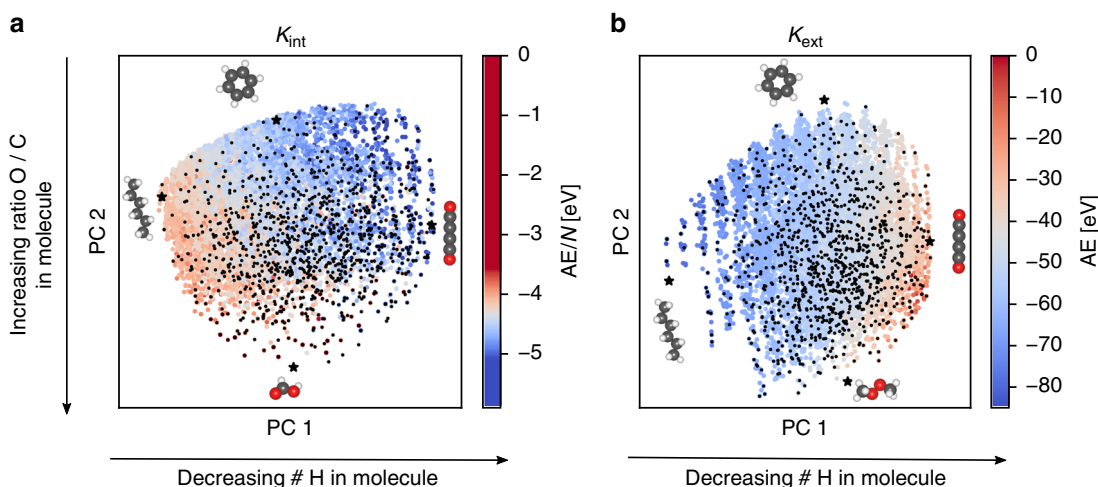 a
K_int
0
−1
−2
−3
−4
−5
AE/N [eV]
Increasing ratio O / C
in molecule
PC 2
PC 1
Decreasing # H in molecule
b
K_ext
0
−10
−20
−30
−40
−50
−60
−70
−80
AE [eV]
PC 2
PC 1
Decreasing # H in molecule